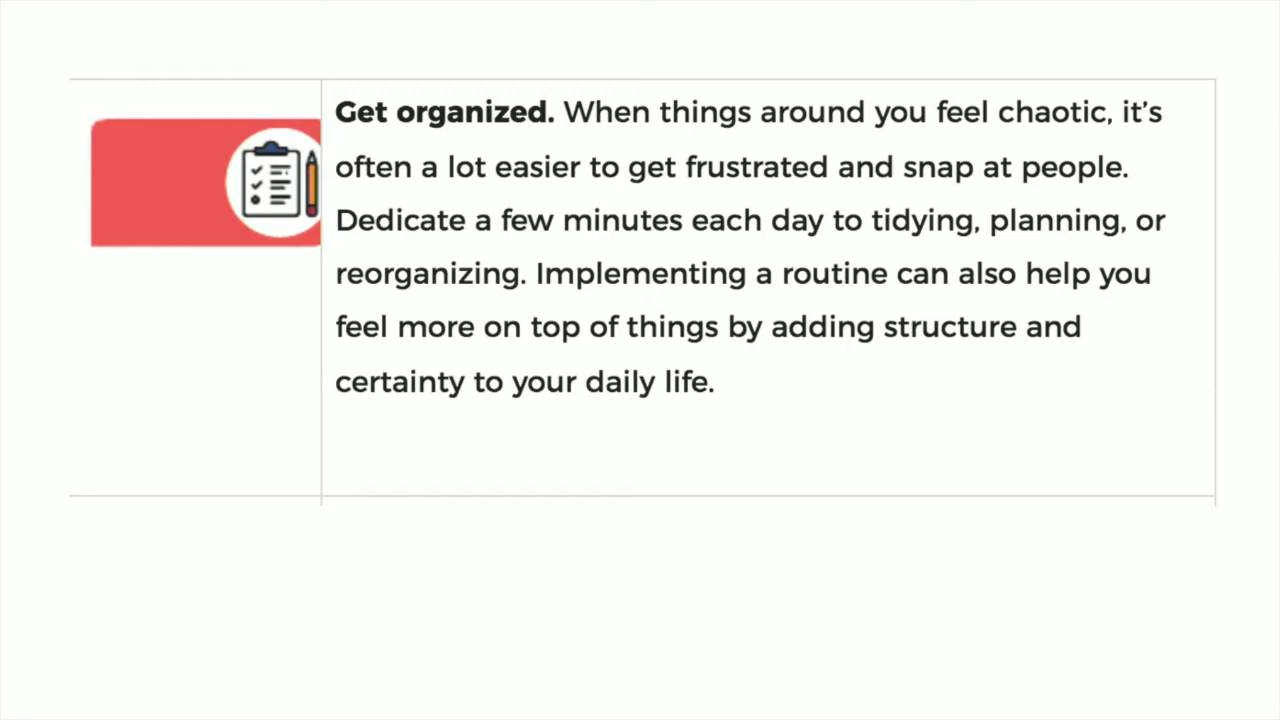 Get organized. When things around you feel chaotic, it's
often a lot easier to get frustrated and snap at people.
Dedicate a few minutes each day to tidying, planning, or
reorganizing. Implementing a routine can also help you
feel more on top of things by adding structure and
certainty to your daily life.